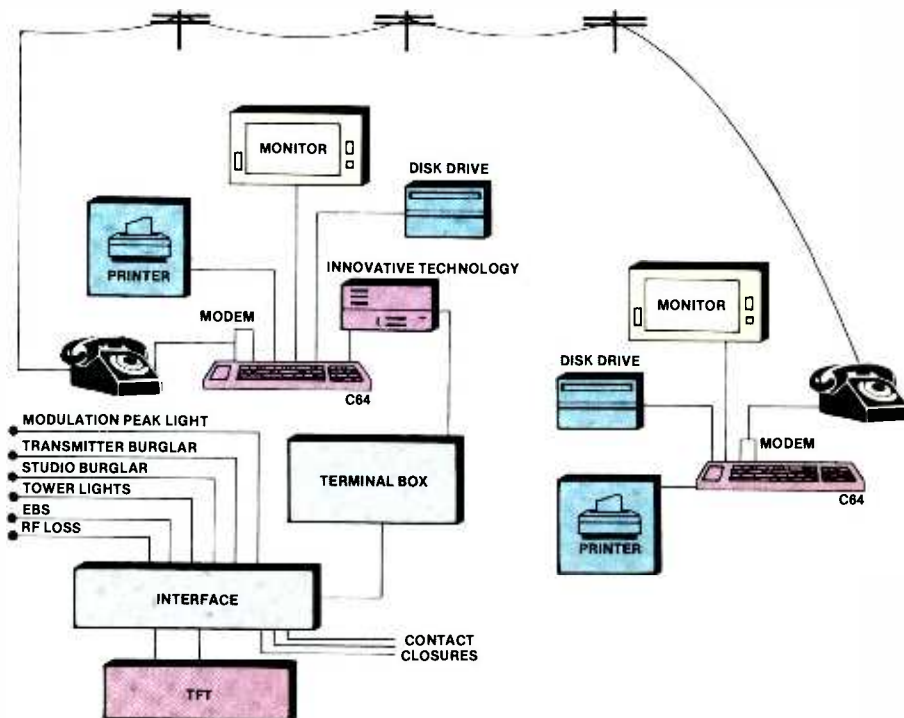 MONITOR
DISK DRIVE
PRINTER
INNOVATIVE TECHNOLOGY
MODEM
C64
MODULATION PEAK LIGHT
TRANSMITTER BURGLAR
STUDIO BURGLAR
TOWER LIGHTS
EBS
RF LOSS
TERMINAL BOX
INTERFACE
CONTACT
CLOSURES
TFT
MONITOR
DISK DRIVE
MODEM
C64
PRINTER